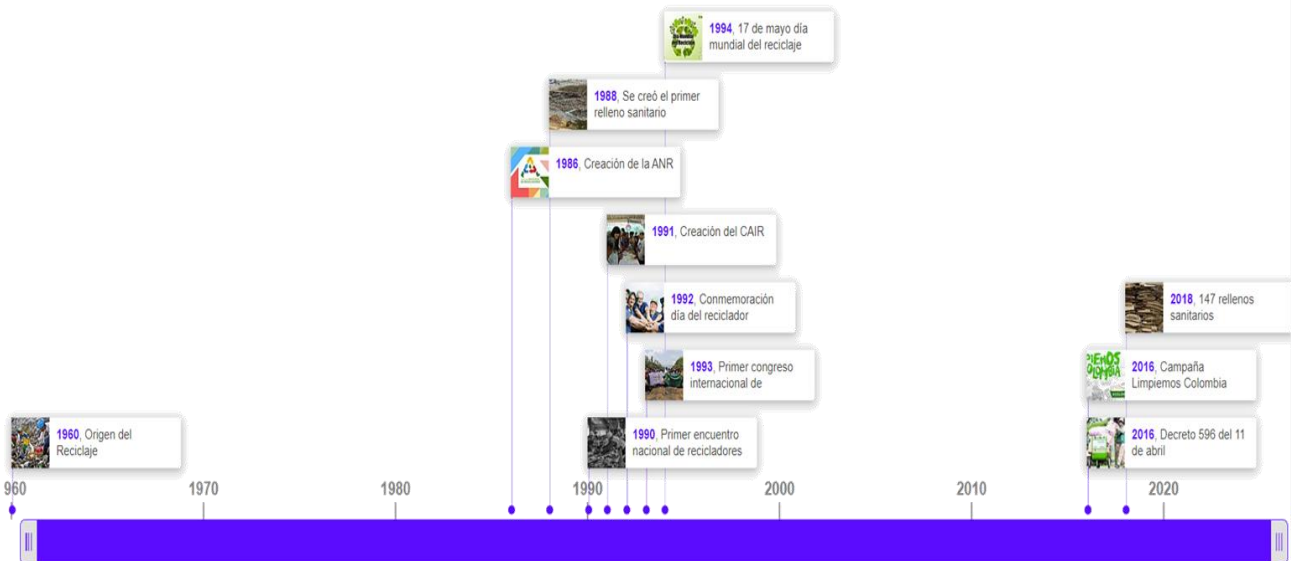 1994, 17 de mayo día
mundial del reciclaje
1988, Se creó el primer
relleno sanitario
1986, Creación de la ANR
1991, Creación del CAIR
1992, Conmemoración
día del reciclador
2018, 147 rellenos
sanitarios
1993, Primer congreso
internacional de
2016, Campaña
Limpiemos Colombia
1960, Origen del
Reciclaje
1990, Primer encuentro
nacional de recicladores
2016, Decreto 596 del 11
de abril
960 1970 1980 1990 2000 2010 2020